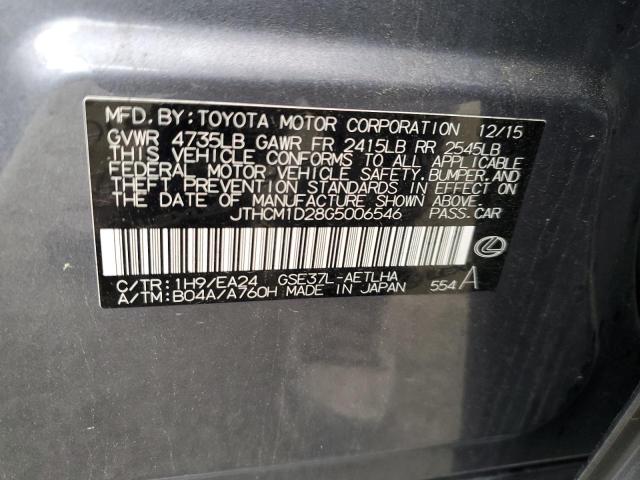 MFD. BY: TOYOTA MOTOR CORPORATION 12/15
GVWR 4735LB GAWR FR 2415LB RR 2545LB
THIS VEHICLE CONFORMS TO ALL APPLICABLE
FEDERAL MOTOR VEHICLE SAFETY, BUMPER, AND
THEFT PREVENTION STANDARDS IN EFFECT ON
THE DATE OF MANUFACTURE SHOWN ABOVE.
JTHCM1D28G5006546 PASS. CAR
C/TR: 1H9/EA24 GSE37L-AETLHA
A/TM: B04A/A760H MADE IN JAPAN 554 A